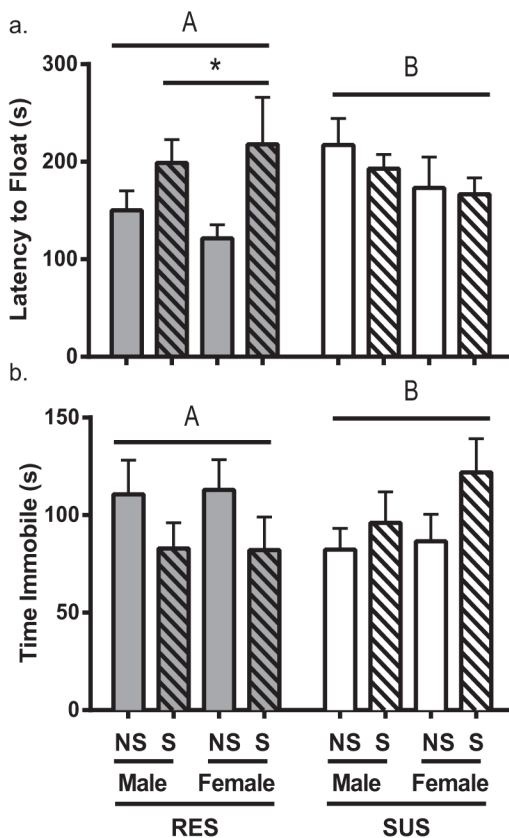 a.
A
*
B
300
200
100
0
Latency to Float (s)
b.
A
B
150
100
50
0
Time Immobile (s)
NS S NS S NS S NS S
Male Female Male Female
RES SUS